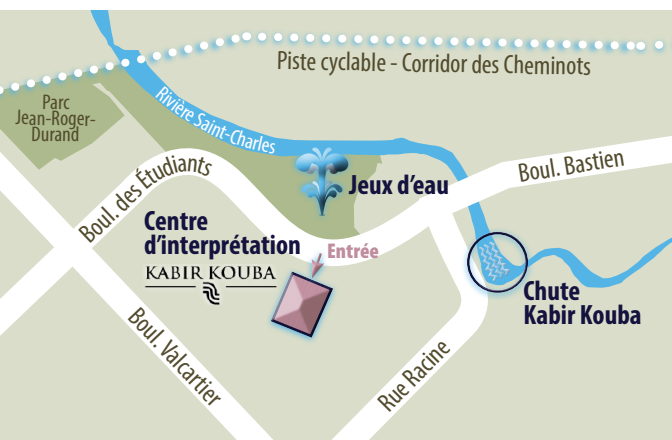 Piste cyclable - Corridor des Cheminots
Parc
Jean-Roger-
Durand
Rivière Saint-Charles
Boul. des Étudiants
Jeux d'eau
Boul. Bastien
Centre
d'interprétation
KABIR KOUBA
Entrée
Chute
Kabir Kouba
Boul. Valcartier
Rue Racine